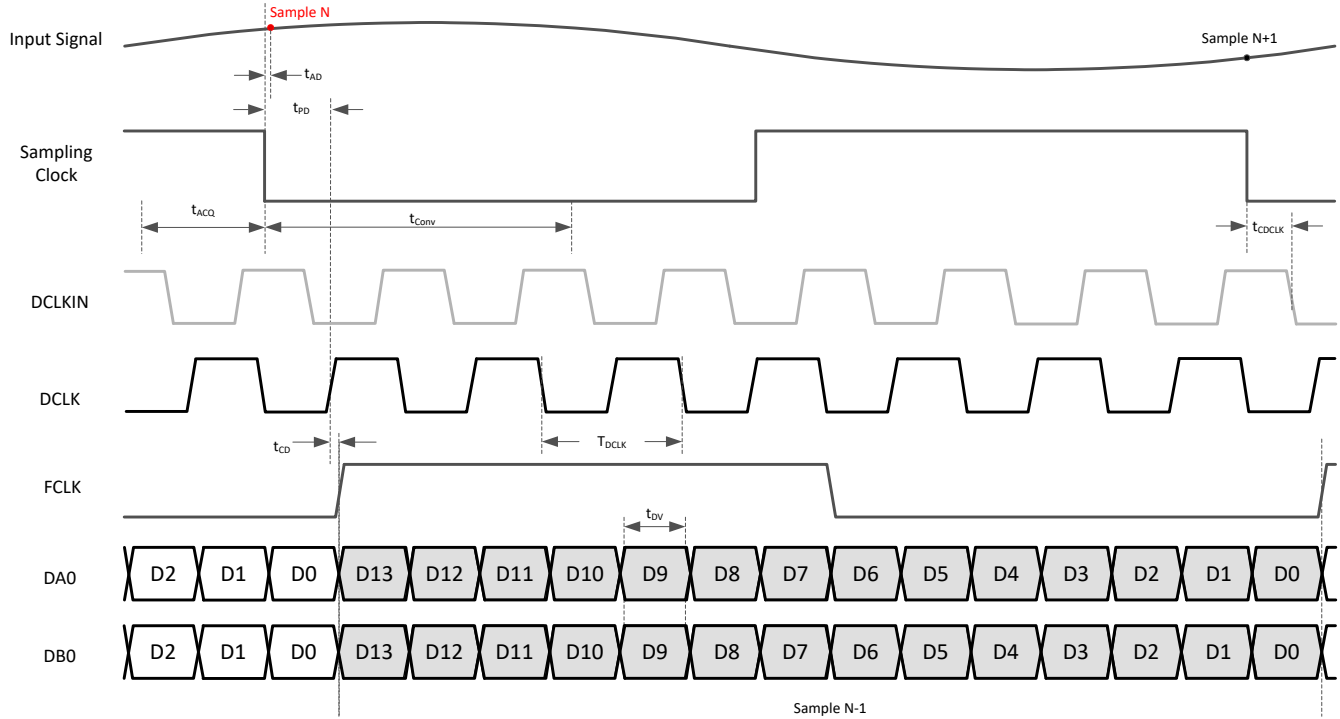 Sample N
Input Signal
Sample N+1
tAD
tPD
Sampling
Clock
tACQ
tConv
tCDCLK
DCLKIN
DCLK
tCD
TDCLK
FCLK
tDV
DA0 D2 D1 D0 D13 D12 D11 D10 D9 D8 D7 D6 D5 D4 D3 D2 D1 D0
DB0 D2 D1 D0 D13 D12 D11 D10 D9 D8 D7 D6 D5 D4 D3 D2 D1 D0
Sample N-1